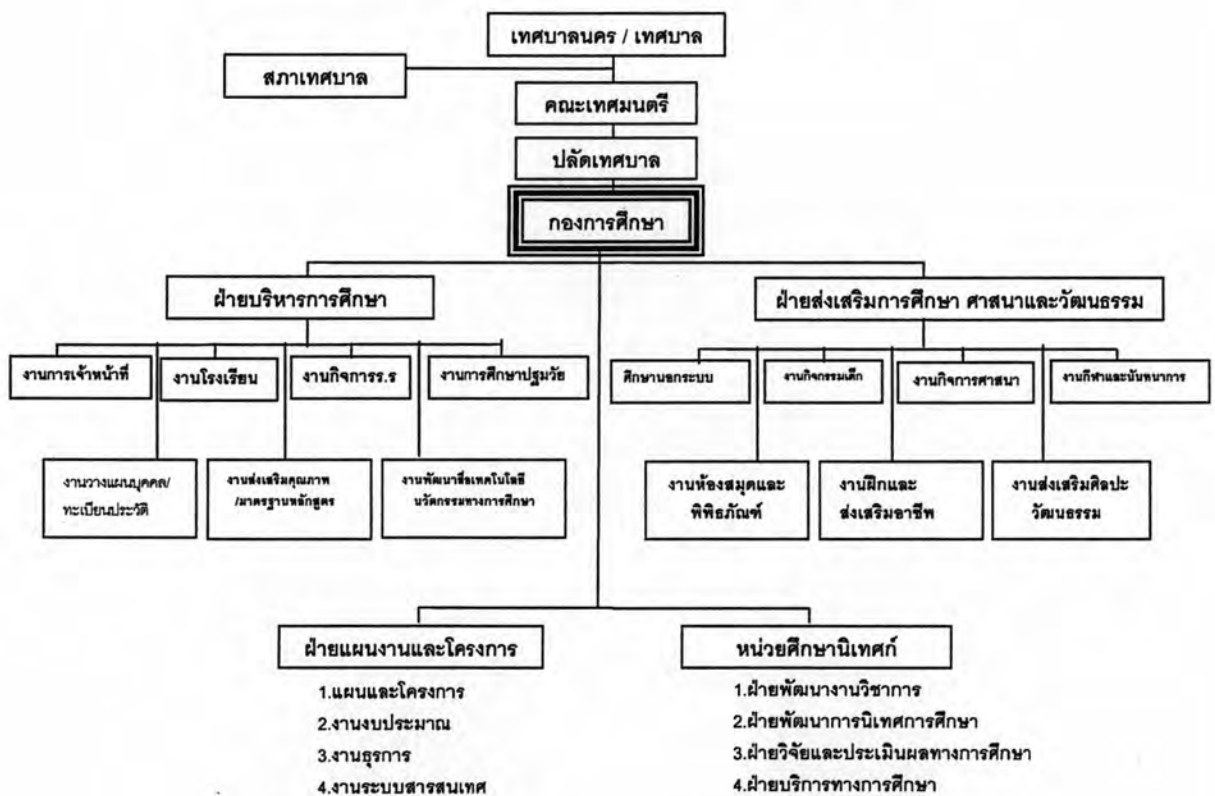 เทศบาลนคร / เทศบาล
สภาเทศบาล
คณะเทศมนตรี
ปลัดเทศบาล
กองการศึกษา
ฝ่ายบริหารการศึกษา
ฝ่ายส่งเสริมการศึกษา ศาสนาและวัฒนธรรม
งานการเจ้าหน้าที่
งานโรงเรียน
งานกิจการร.ร
งานการศึกษาปฐมวัย
ศึกษานอกระบบ
งานกิจกรรมเด็ก
งานกิจการศาสนา
งานกีฬาและนันทนาการ
งานวางแผนบุคคล/
ทะเบียนประวัติ
งานส่งเสริมคุณภาพ
/มาตรฐานหลักสูตร
งานพัฒนาสื่อเทคโนโลยี
นวัตกรรมทางการศึกษา
งานห้องสมุดและ
พิพิธภัณฑ์
งานฝึกและ
ส่งเสริมอาชีพ
งานส่งเสริมศิลปะ
วัฒนธรรม
ฝ่ายแผนงานและโครงการ
1.แผนและโครงการ
2.งานงบประมาณ
3.งานธุรการ
4.งานระบบสารสนเทศ
หน่วยศึกษานิเทศก์
1.ฝ่ายพัฒนางานวิชาการ
2.ฝ่ายพัฒนาการนิเทศการศึกษา
3.ฝ่ายวิจัยและประเมินผลทางการศึกษา
4.ฝ่ายบริการทางการศึกษา